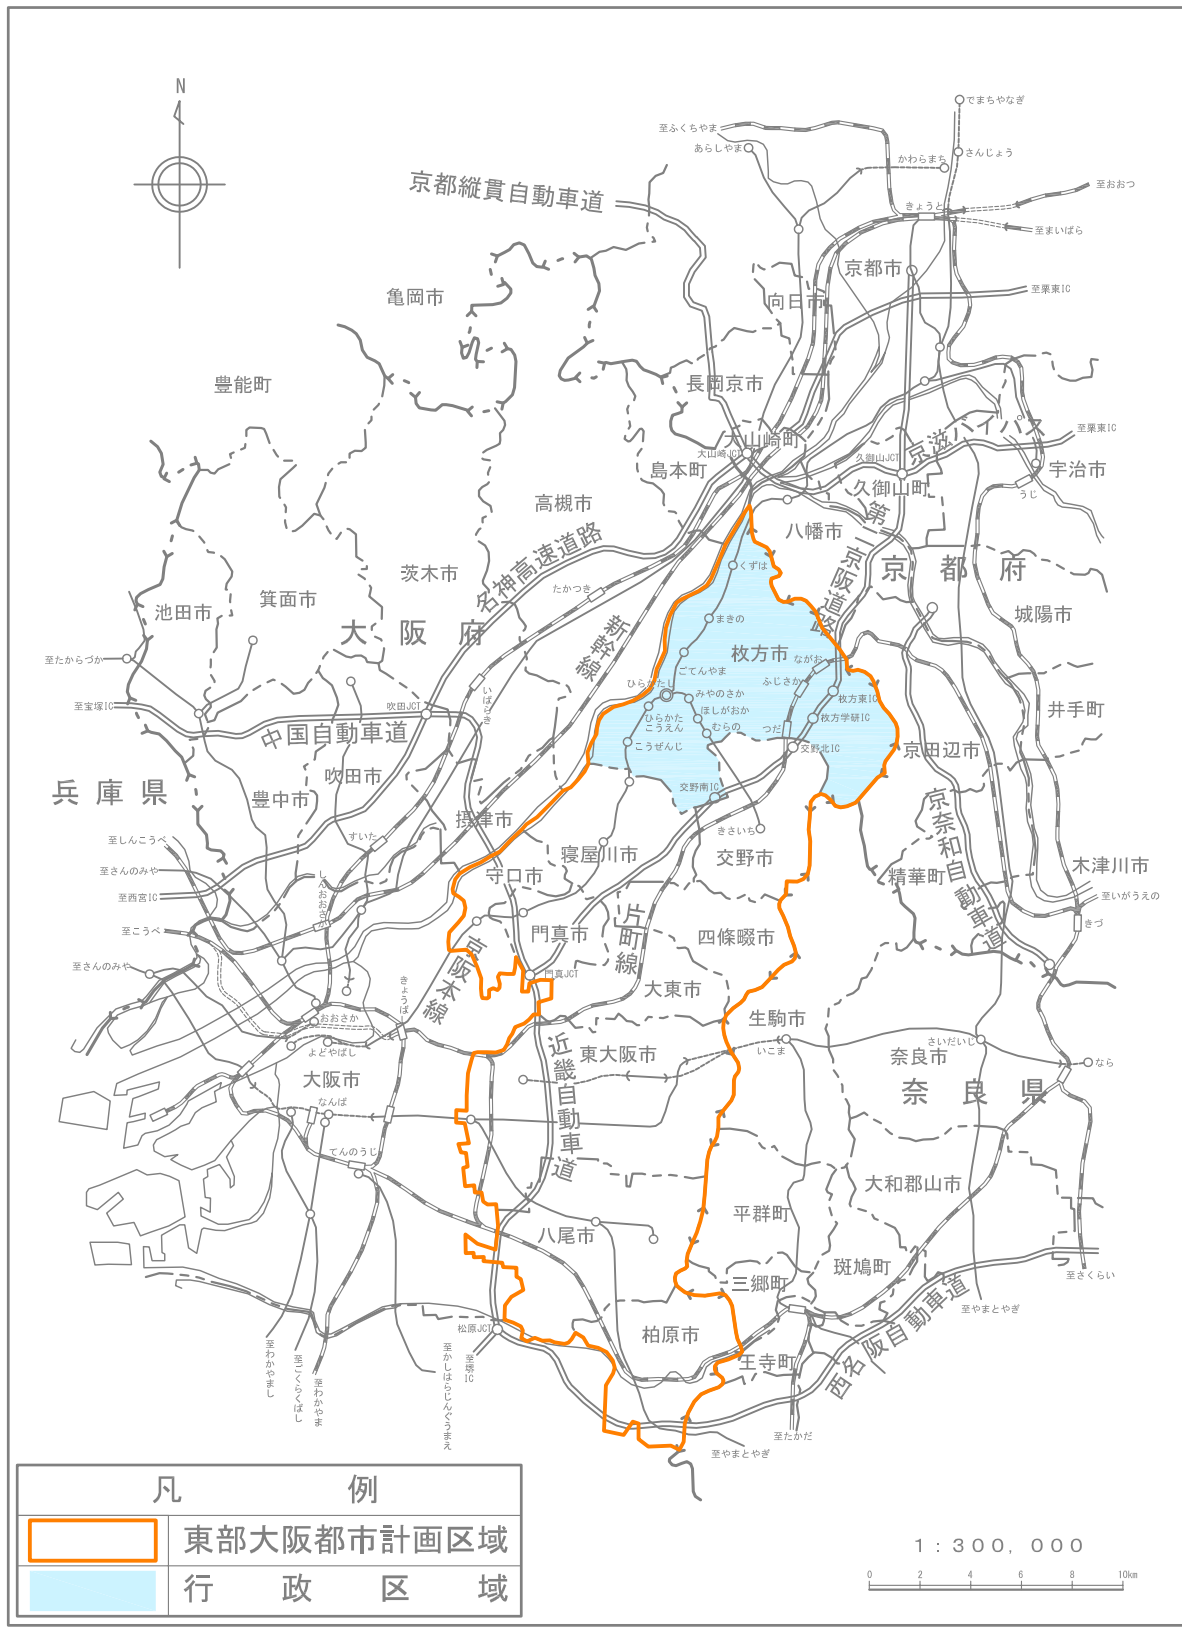 N
でまちやなぎ
至ふくちやま
あらしやま
かわらまち
さんじょう
京都縦貫自動車道
至おおつ
きょうと
至まいばら
京都市
亀岡市
向日市
至栗東IC
豊能町
長岡京市
大山崎町
京滋バイパス
至栗東IC
大山崎JCT
久御山JCT
島本町
宇治市
久御山町
うじ
高槻市
八幡市
第二京阪道路
名神高速道路
くずは
京都府
茨木市
たかつき
箕面市
池田市
城陽市
大阪府
新幹線
まきの
枚方市
ながお
至たからづか
ごてんやま
ふじさか
ひらかたし
みやのさか
枚方東IC
いばらき
至宝塚IC
吹田JCT
ほしがおか
井手町
ひらかた
こうえん
むらの
枚方学研IC
つだ
中国自動車道
こうぜんじ
交野北IC
京田辺市
吹田市
兵庫県
豊中市
交野南IC
京奈和自動車道
摂津市
きさいち
至しんこうべ
すいた
寝屋川市
交野市
至さんのみや
しんおおさか
守口市
精華町
木津川市
至西宮IC
至いがうえの
片町線
きづ
至こうべ
門真市
四條畷市
京阪本線
至さんのみや
門真JCT
きょうばし
大東市
おおさか
生駒市
近畿自動車道
東大阪市
いこま
さいだいじ
奈良市
なら
よどやばし
大阪市
奈良県
なんば
てんのうじ
大和郡山市
平群町
八尾市
斑鳩町
至さくらい
三郷町
西名阪自動車道
至やまとやぎ
松原JCT
柏原市
王寺町
至わかやまし
至ごくらくばし
至わかやま
至かしはらじんぐうまえ
至堺IC
至たかだ
至やまとやぎ
凡例
東部大阪都市計画区域
行政区域
1:300,000
0 2 4 6 8 10km